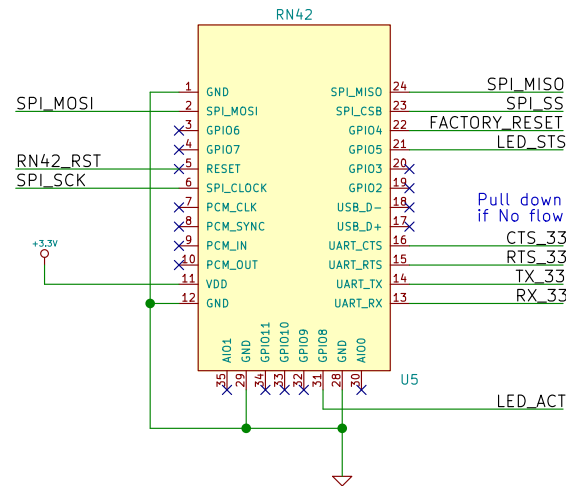 RN42
1 GND
SPI_MISO 24 SPI_MISO
SPI_MOSI 2 SPI_MOSI
SPI_CSB 23 SPI_SS
3 GPIO6
GPIO4 22 FACTORY_RESET
4 GPIO7
GPIO5 21 LED_STS
RN42_RST 5 RESET
GPIO3 20
SPI_SCK 6 SPI_CLOCK
GPIO2 19
7 PCM_CLK
USB_D- 18
Pull down
if No flow
8 PCM_SYNC
USB_D+ 17
9 PCM_IN
UART_CTS 16 CTS_33
10 PCM_OUT
UART_RTS 15 RTS_33
+3.3V
11 VDD
UART_TX 14 TX_33
12 GND
UART_RX 13 RX_33
AIO1 35
GND 29
GPIO11 34
GPIO10 33
GPIO9 32
GPIO8 31
GND 28
AIO0 30
U5
LED_ACT